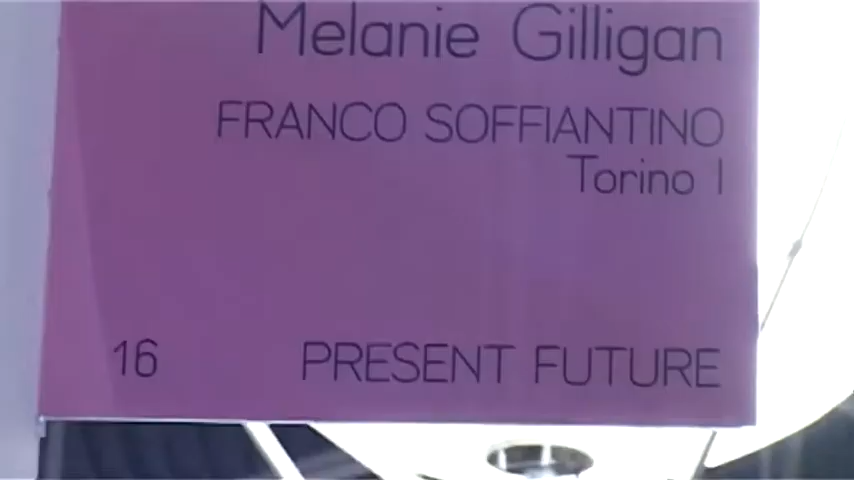 Melanie Gilligan
FRANCO SOFFIANTINO
Torino I
16 PRESENT FUTURE